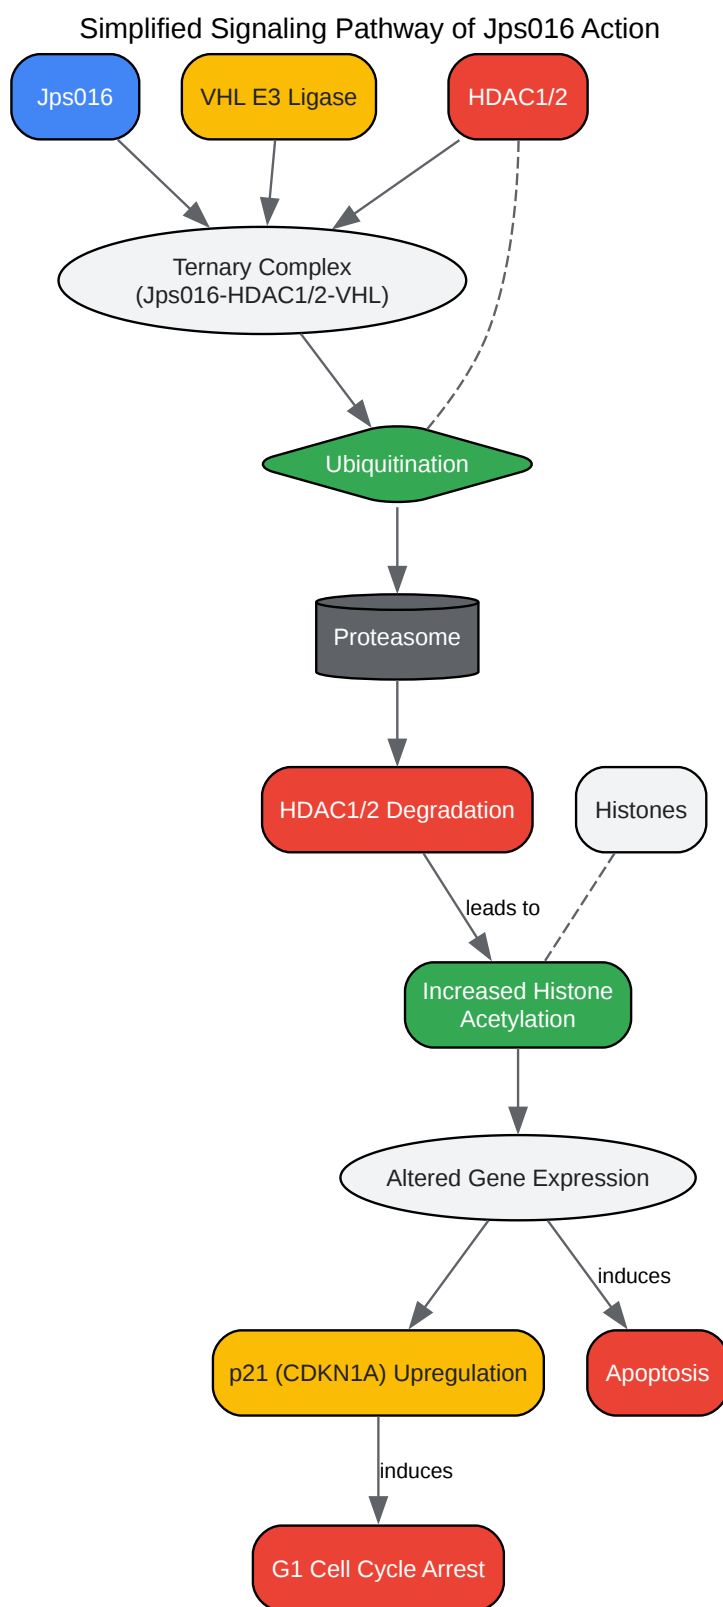 Simplified Signaling Pathway of Jps016 Action
Jps016
VHL E3 Ligase
HDAC1/2
Ternary Complex
(Jps016-HDAC1/2-VHL)
Ubiquitination
Proteasome
HDAC1/2 Degradation
Histones
leads to
Increased Histone
Acetylation
Altered Gene Expression
induces
p21 (CDKN1A) Upregulation
Apoptosis
induces
G1 Cell Cycle Arrest